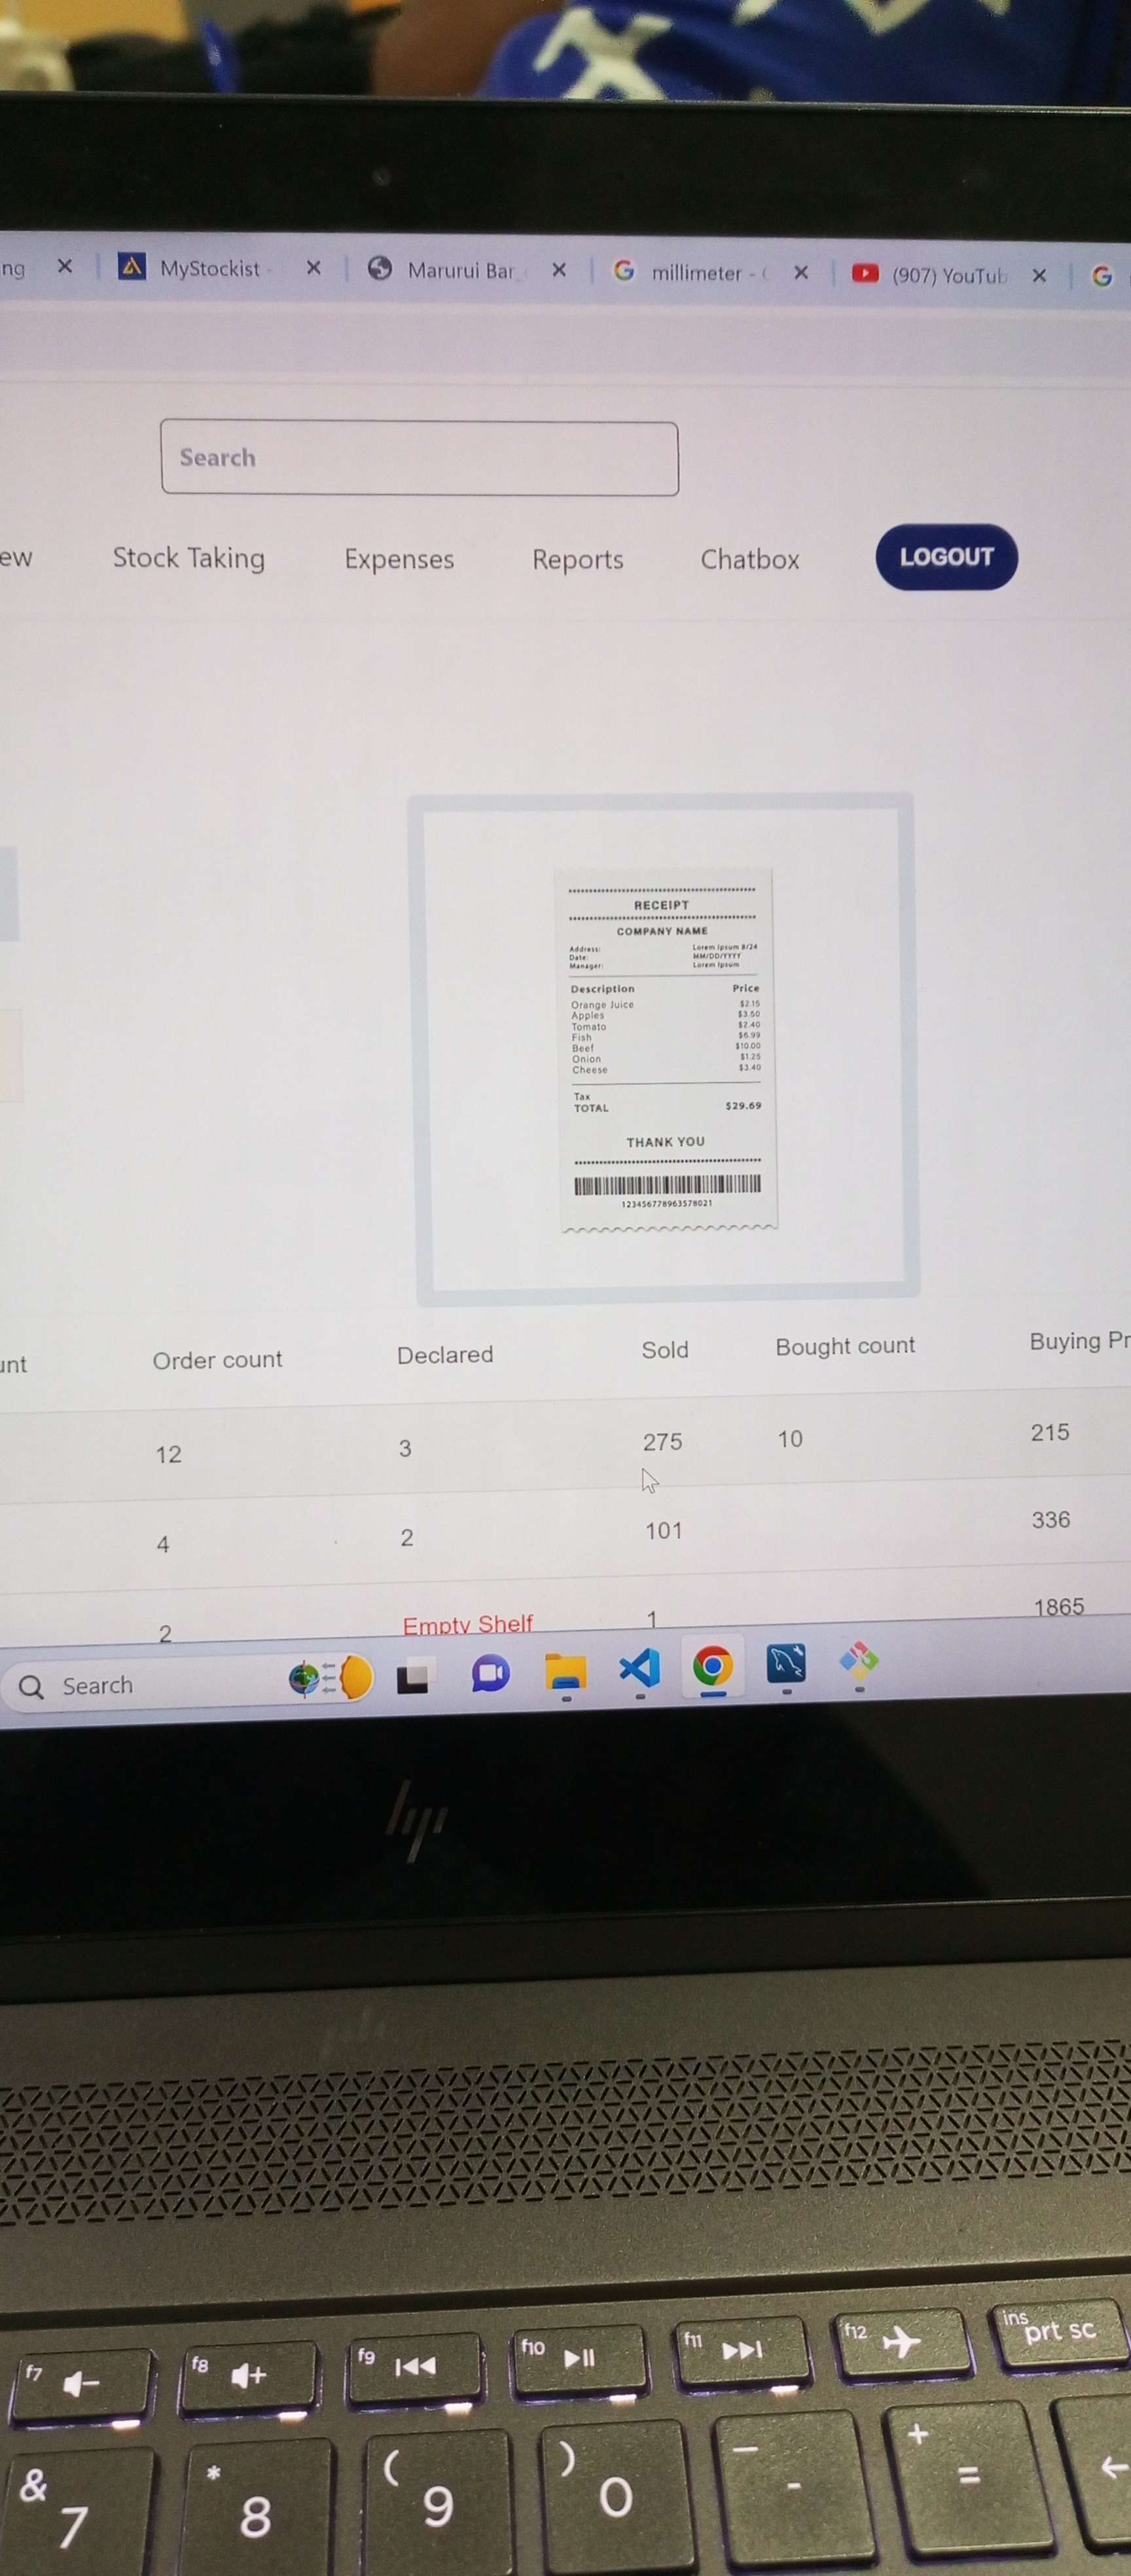 ng
MyStockist -
Marurui Bar_
millimeter -
(907) YouTub
Search
ew Stock Taking Expenses Reports Chatbox LOGOUT
RECEIPT
COMPANY NAME
Address: Lorem Ipsum 8/24
Date: MM/DD/YYYY
Manager: Lorem Ipsum
Description Price
Orange Juice $2.15
Apples $3.50
Tomato $2.40
Fish $6.99
Beef $10.00
Onion $1.25
Cheese $3.40
Tax
TOTAL $29.69
THANK YOU
123456778963578021
unt Order count Declared Sold Bought count Buying Pr
12 3 275 10 215
4 2 101 336
2 Empty Shelf 1 1865
Search
hp
f7 f8 f9 f10 f11 f12 ins prt sc
& * ( ) — +
7 8 9 0 - =